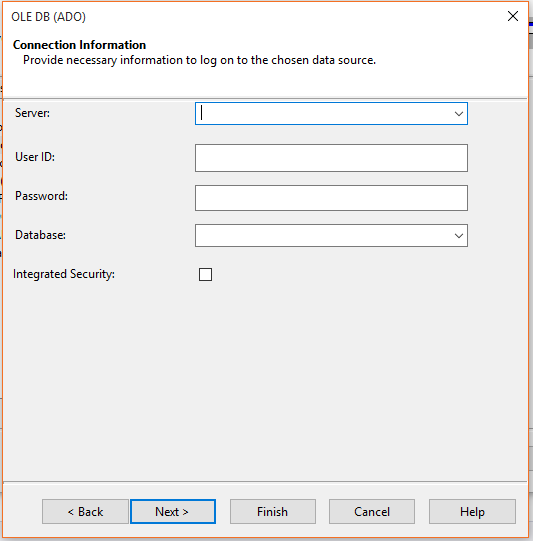 OLE DB (ADO)
Connection Information
Provide necessary information to log on to the chosen data source.
Server:
User ID:
Password:
Database:
Integrated Security:
< Back Next > Finish Cancel Help